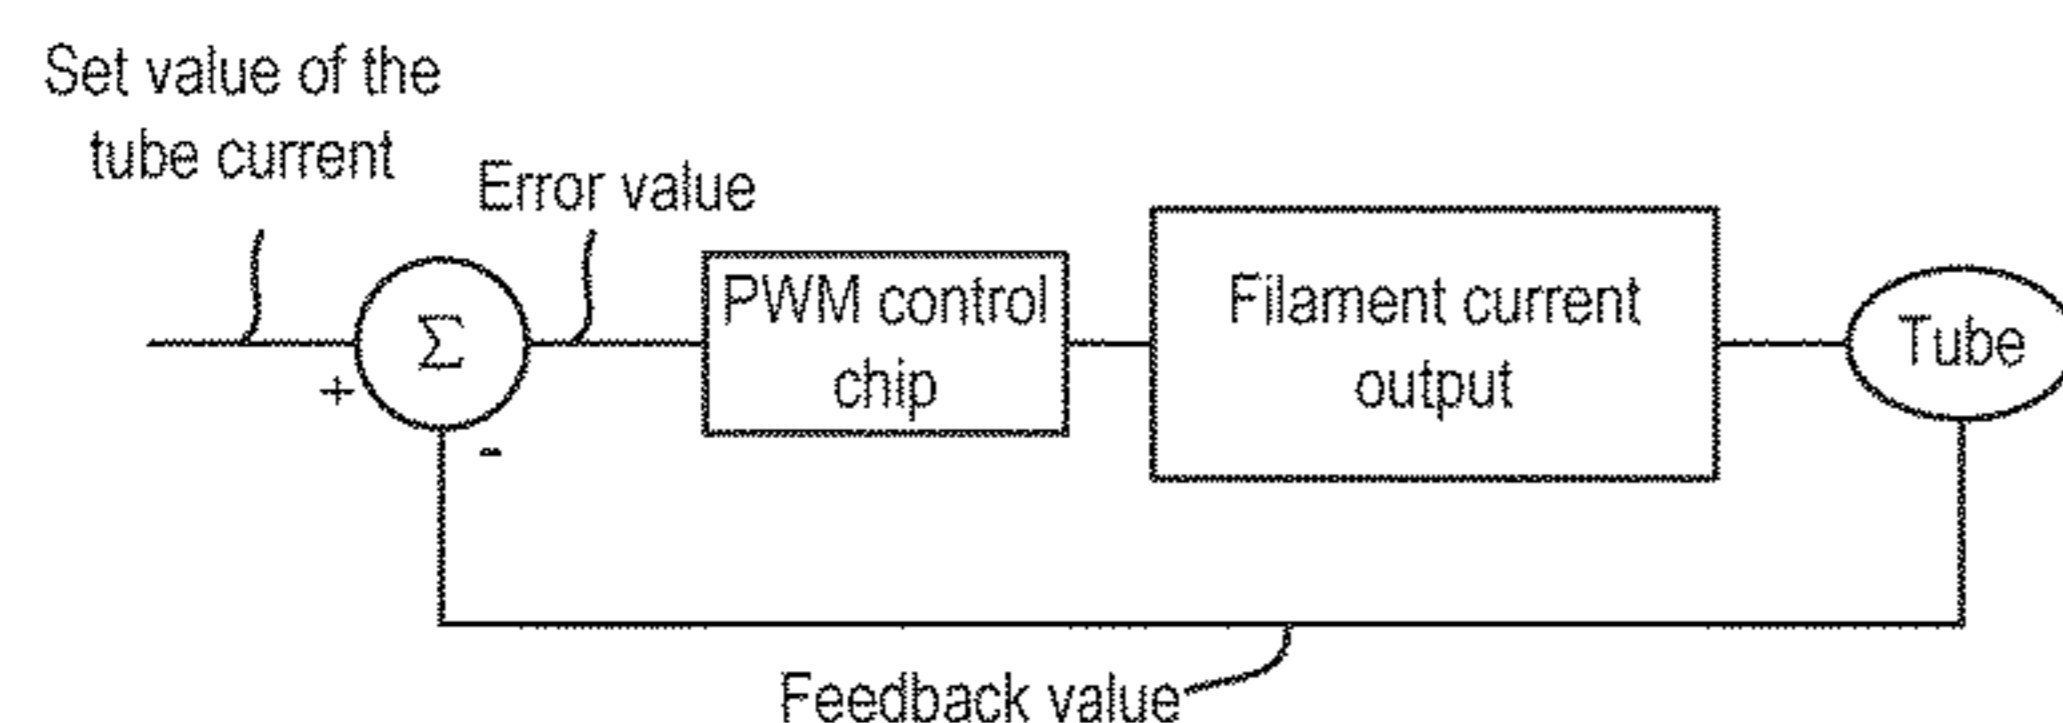 Set value of the
tube current
Error value
+
Σ
-
PWM control
chip
Filament current
output
Tube
Feedback value